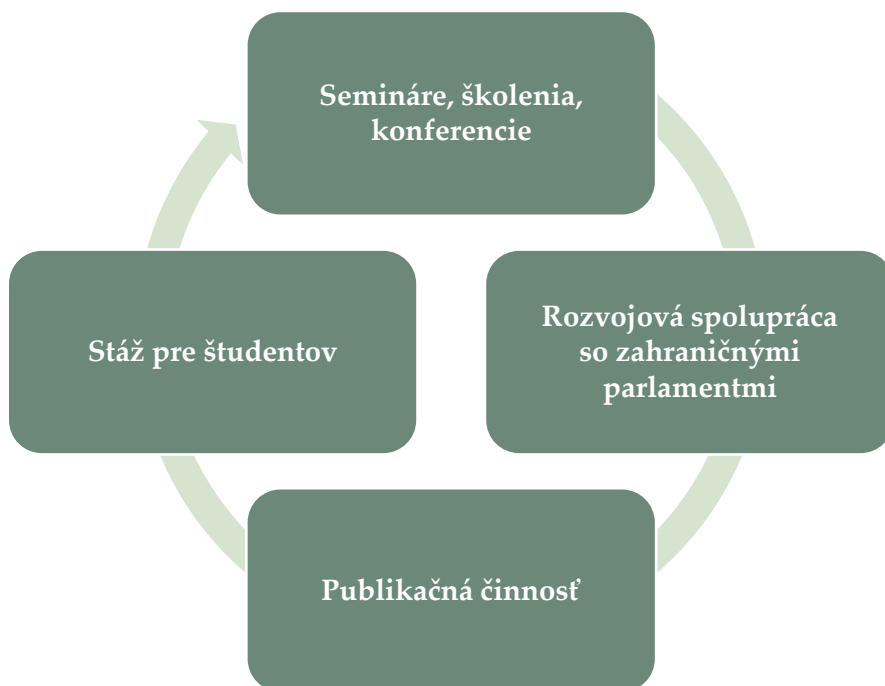 Semináre, školenia,
konferencie
Rozvojová spolupráca
so zahraničnými
parlamentmi
Publikačná činnosť
Stáž pre študentov